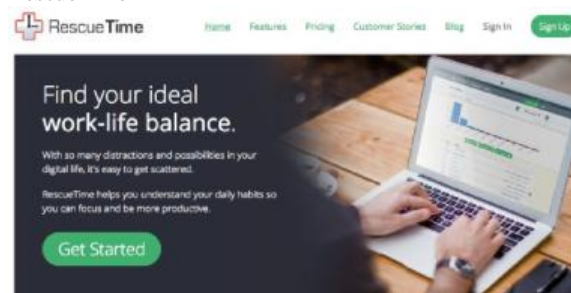 RescueTime
Home Features Pricing Customer Stories Blog Sign In Sign Up
Find your ideal
work-life balance.
With so many distractions and possibilities in your
digital life, it's easy to get scattered.
RescueTime helps you understand your daily habits so
you can focus and be more productive.
Get Started